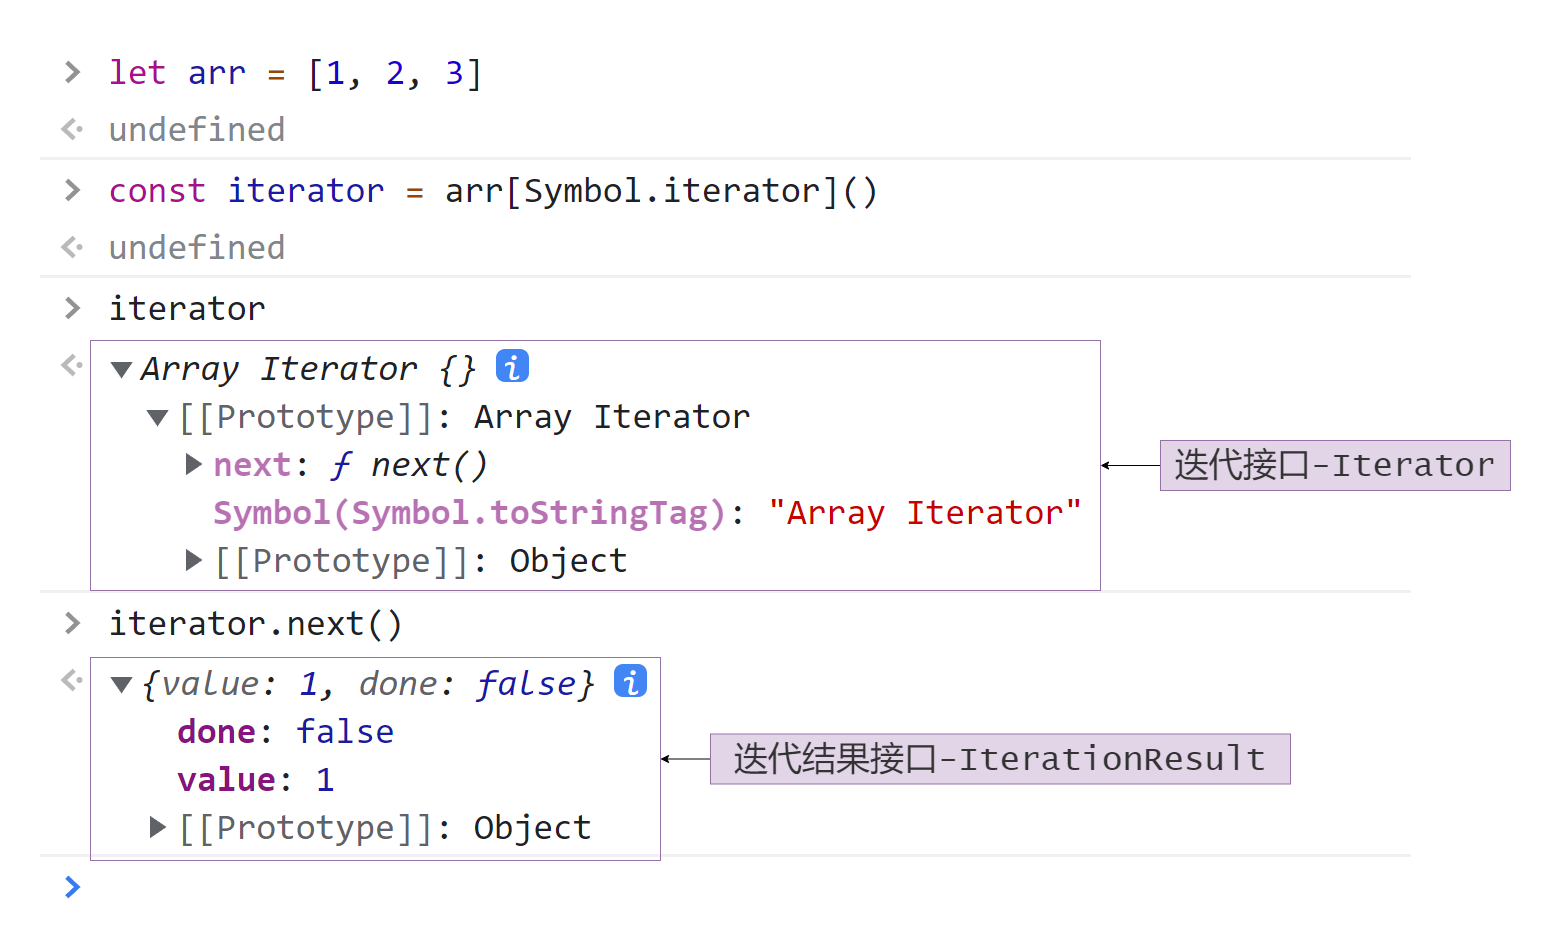 let arr = [1, 2, 3]
undefined
const iterator = arr[Symbol.iterator]()
undefined
iterator
Array Iterator {} i
[[Prototype]]: Array Iterator
next: ƒ next()
迭代接口-Iterator
Symbol(Symbol.toStringTag): "Array Iterator"
[[Prototype]]: Object
iterator.next()
{value: 1, done: false} i
done: false
迭代结果接口-IterationResult
value: 1
[[Prototype]]: Object